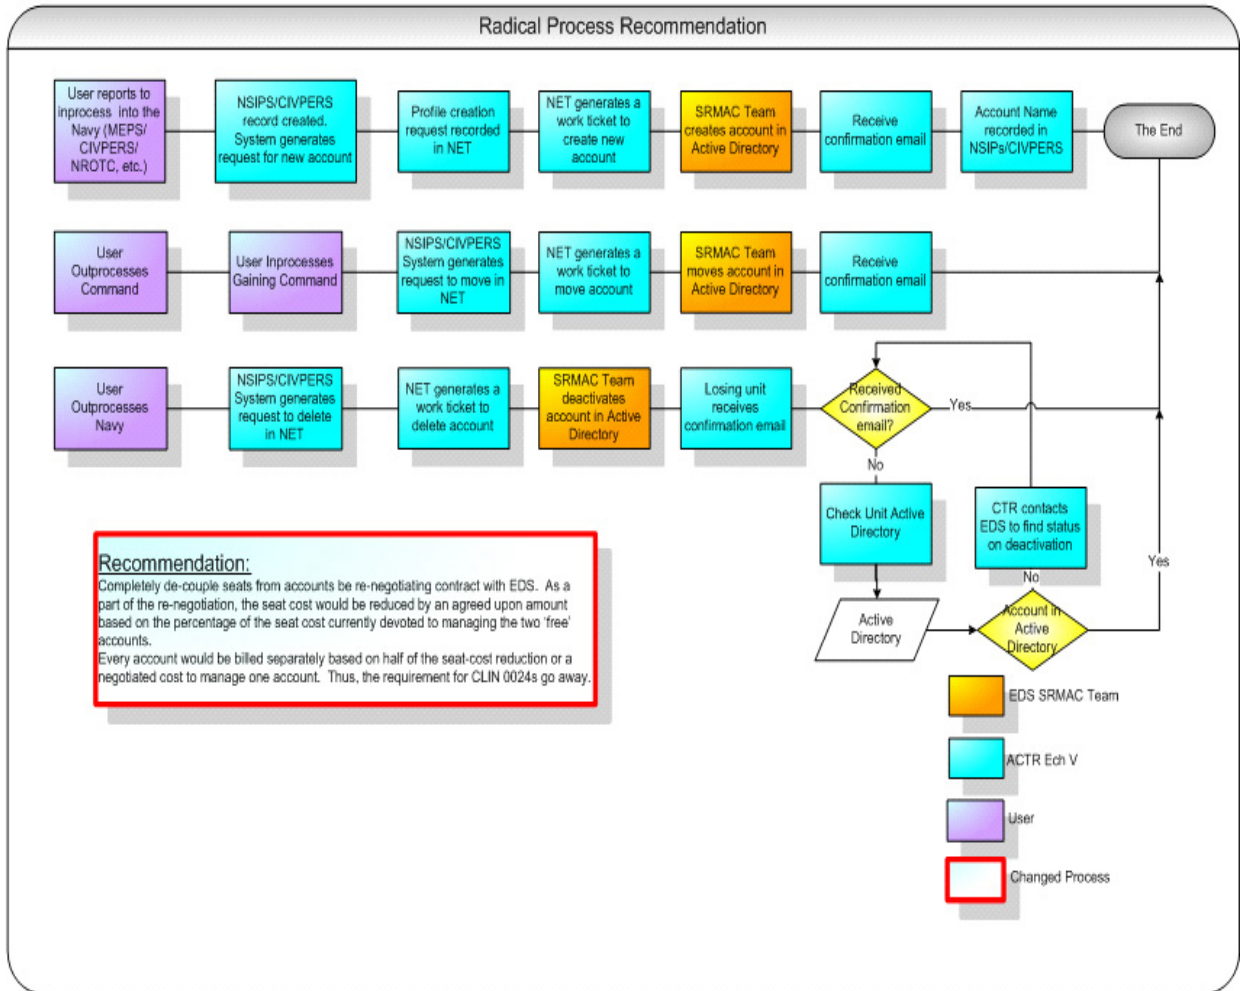 Radical Process Recommendation
User reports to
inprocess into the
Navy (MEPS/
CIVPERS/
NROTC, etc.)
NSIPS/CIVPERS
record created.
System generates
request for new account
Profile creation
request recorded
in NET
NET generates a
work ticket to
create new
account
SRMAC Team
creates account in
Active Directory
Receive
confirmation email
Account Name
recorded in
NSIPs/CIVPERS
The End
User
Outprocesses
Command
User Inprocesses
Gaining Command
NSIPS/CIVPERS
System generates
request to move in
NET
NET generates a
work ticket to
move account
SRMAC Team
moves account in
Active Directory
Receive
confirmation email
User
Outprocesses
Navy
NSIPS/CIVPERS
System generates
request to delete
in NET
NET generates a
work ticket to
delete account
SRMAC Team
deactivates
account in Active
Directory
Losing unit
receives
confirmation email
Received
Confirmation
email?
Yes
No
Check Unit Active
Directory
CTR contacts
EDS to find status
on deactivation
Yes
No
Active
Directory
Account in
Active
Directory
Recommendation:
Completely de-couple seats from accounts be re-negotiating contract with EDS. As a
part of the re-negotiation, the seat cost would be reduced by an agreed upon amount
based on the percentage of the seat cost currently devoted to managing the two 'free'
accounts.
Every account would be billed separately based on half of the seat-cost reduction or a
negotiated cost to manage one account. Thus, the requirement for CLIN 0024s go away.
EDS SRMAC Team
ACTR Ech V
User
Changed Process